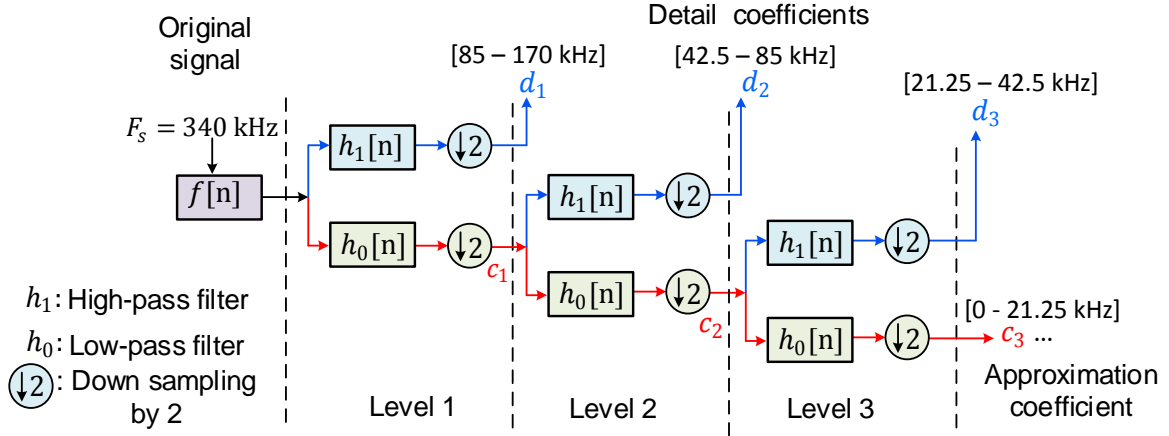 Original
signal
Detail coefficients
[85 – 170 kHz]
[42.5 – 85 kHz]
[21.25 – 42.5 kHz]
d₁
d₂
d₃
Fₛ = 340 kHz
f[n]
h₁[n]
↓2
h₀[n]
↓2
c₁
h₁[n]
↓2
h₀[n]
↓2
c₂
h₁[n]
↓2
h₀[n]
↓2
[0 - 21.25 kHz]
c₃ ...
h₁: High-pass filter
h₀: Low-pass filter
↓2 : Down sampling
by 2
Level 1
Level 2
Level 3
Approximation
coefficient